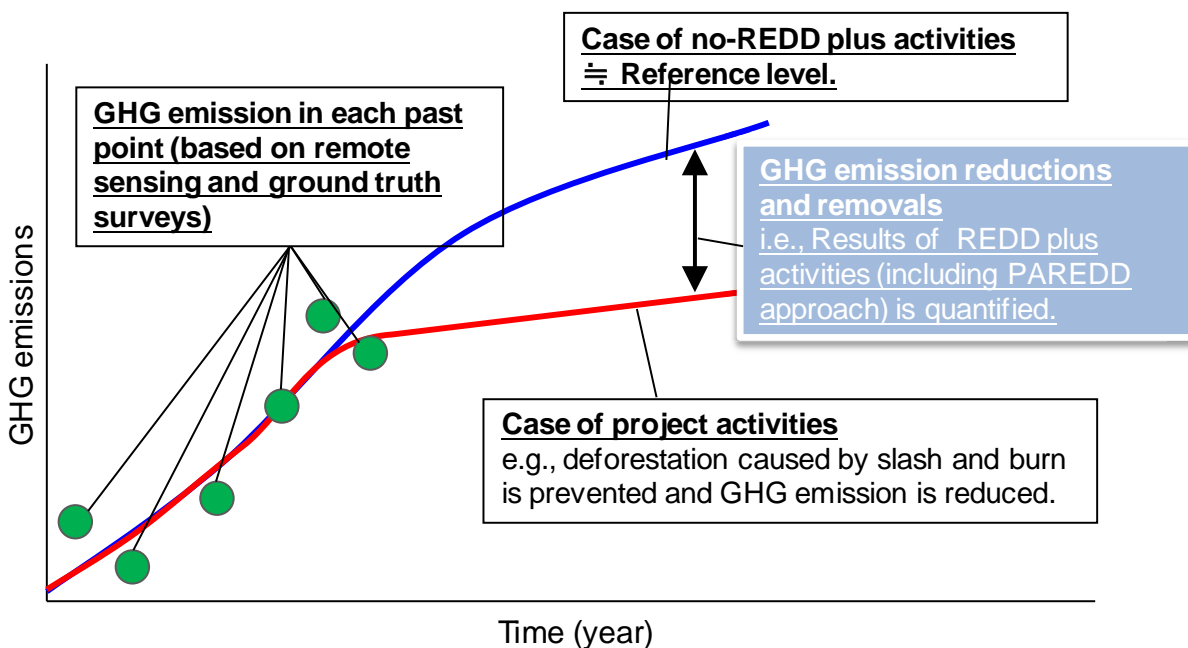 Case of no-REDD plus activities
≒ Reference level.
GHG emission in each past
point (based on remote
sensing and ground truth
surveys)
GHG emission reductions
and removals
i.e., Results of REDD plus
activities (including PAREDD
approach) is quantified.
Case of project activities
e.g., deforestation caused by slash and burn
is prevented and GHG emission is reduced.
GHG emissions
Time (year)